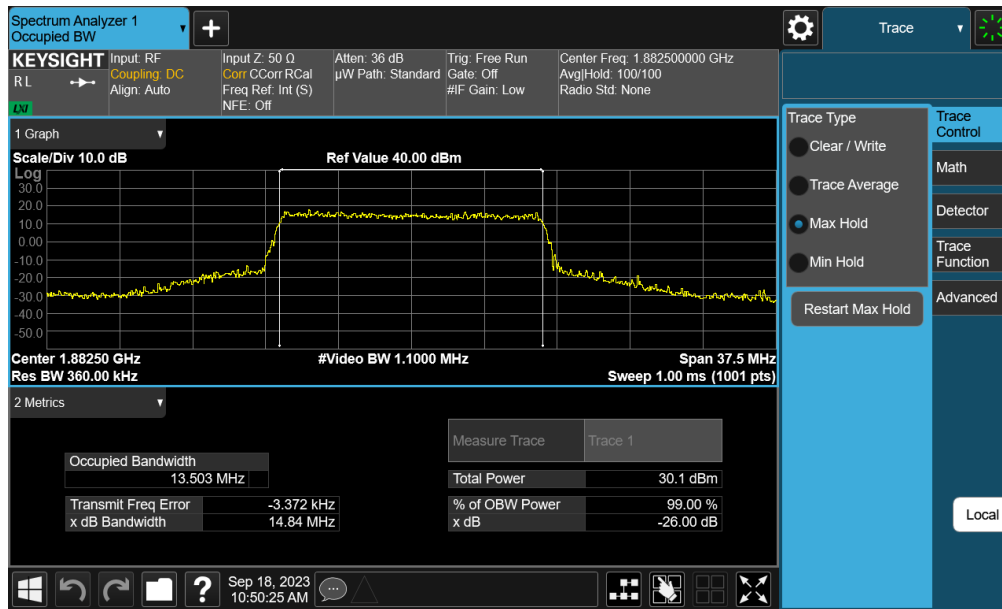 Spectrum Analyzer 1
Occupied BW
Trace
KEYSIGHT
R L
LXI
Input: RF
Coupling: DC
Align: Auto
Input Z: 50 Ω
Corr CCorr RCal
Freq Ref: Int (S)
NFE: Off
Atten: 36 dB
µW Path: Standard
Trig: Free Run
Gate: Off
#IF Gain: Low
Center Freq: 1.882500000 GHz
Avg|Hold: 100/100
Radio Std: None
1 Graph
Scale/Div 10.0 dB
Ref Value 40.00 dBm
Log
30.0
20.0
10.0
0.00
-10.0
-20.0
-30.0
-40.0
-50.0
Center 1.88250 GHz
#Video BW 1.1000 MHz
Span 37.5 MHz
Res BW 360.00 kHz
Sweep 1.00 ms (1001 pts)
2 Metrics
Measure Trace
Trace 1
Occupied Bandwidth
13.503 MHz
Total Power
30.1 dBm
Transmit Freq Error
-3.372 kHz
% of OBW Power
99.00 %
x dB Bandwidth
14.84 MHz
x dB
-26.00 dB
Trace Type
Clear / Write
Trace Average
Max Hold
Min Hold
Restart Max Hold
Trace
Control
Math
Detector
Trace
Function
Advanced
Local
?
Sep 18, 2023
10:50:25 AM